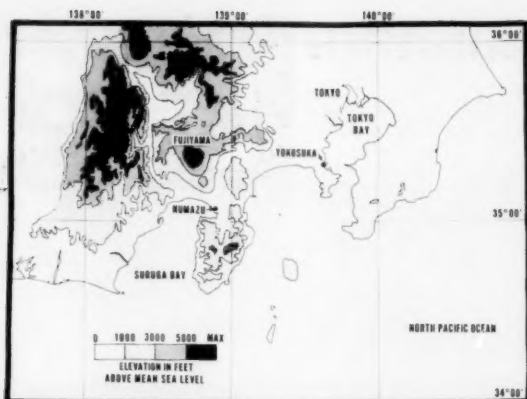 138°00' 139°00' 140°00'
36°00'
TOKYO
TOKYO
BAY
FUJIYAMA
YOKOSUKA
35°00'
NUMAZU
SURUGA BAY
NORTH PACIFIC OCEAN
0 1000 3000 5000 MAX
ELEVATION IN FEET
ABOVE MEAN SEA LEVEL
34°00'